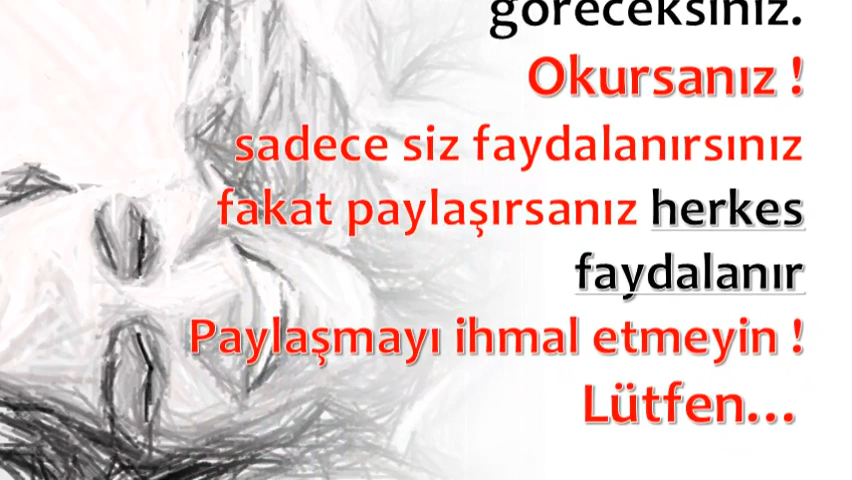 göreceksiniz.
Okursanız !
sadece siz faydalanırsınız
fakat paylaşırsanız herkes
faydalanır
Paylaşmayı ihmal etmeyin !
Lütfen...